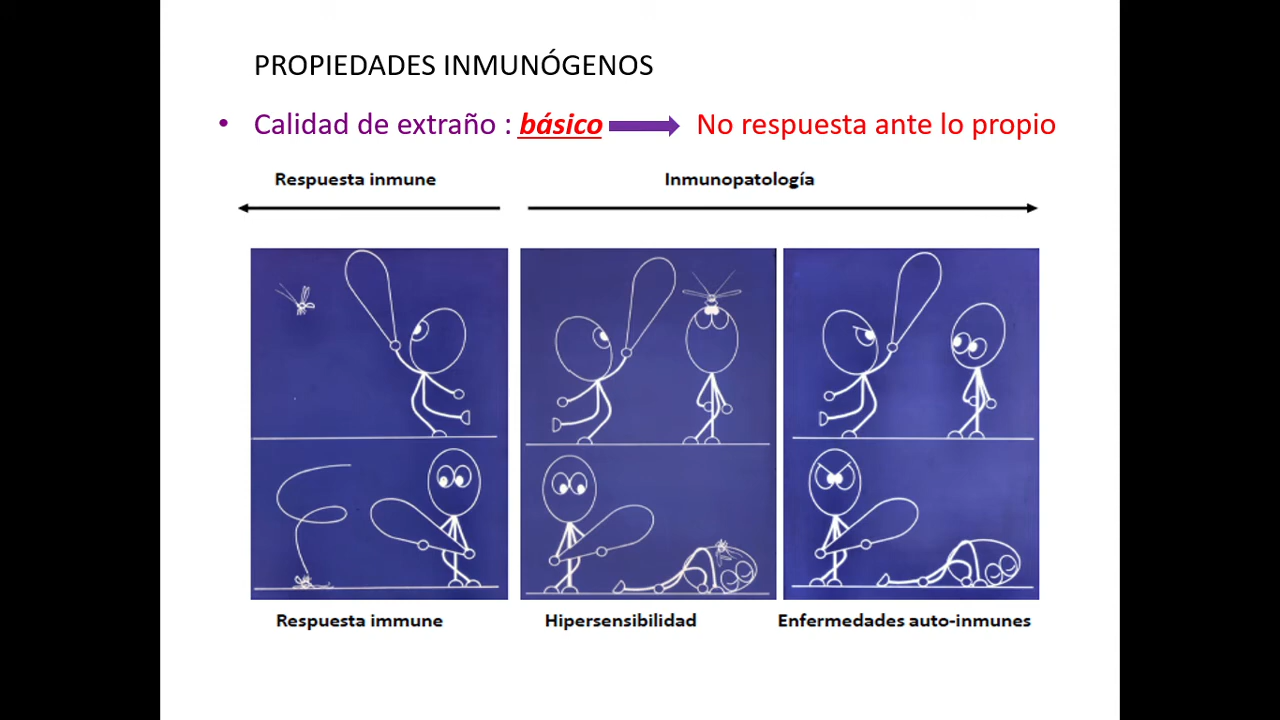 PROPIEDADES INMUNÓGENOS
• Calidad de extraño : básico No respuesta ante lo propio
Respuesta inmune Inmunopatología
Respuesta immune Hipersensibilidad Enfermedades auto-inmunes